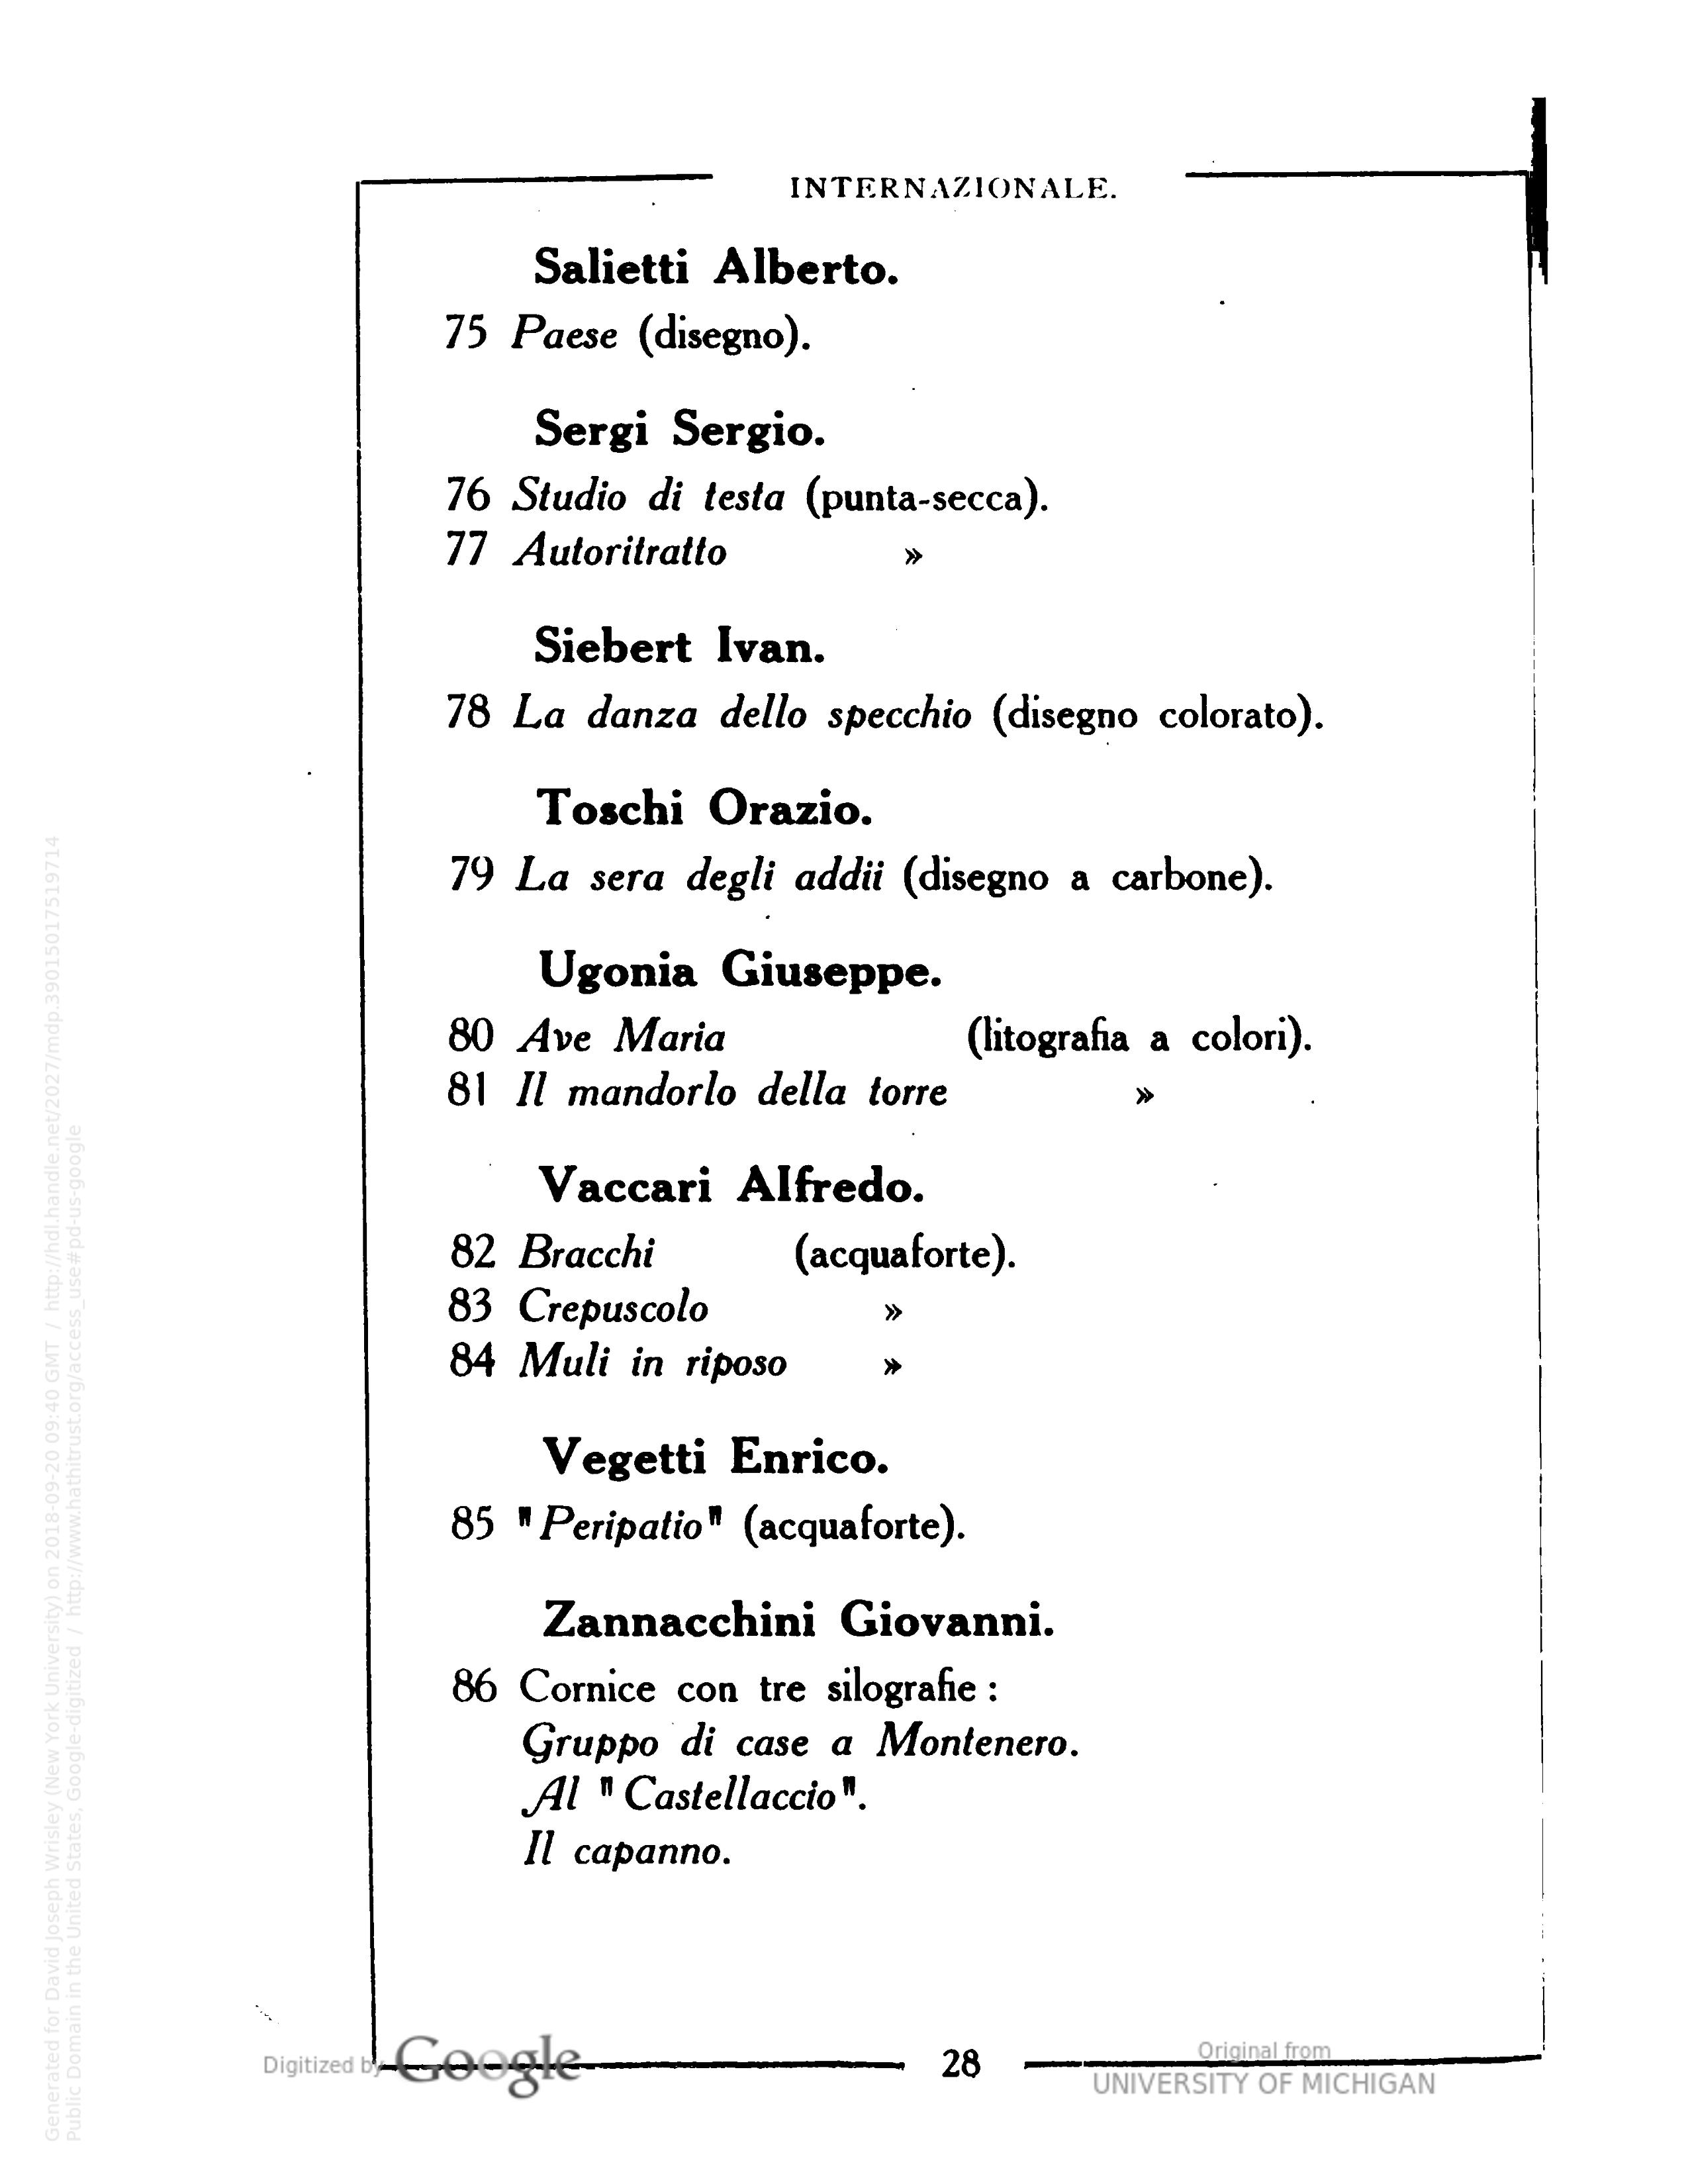 INTERNAZIONALE.
Salietti Alberto.
75 Paese (disegno).
Sergi Sergio.
76 Studio di testa (punta-secca).
77 Autoritratto »
Siebert Ivan.
78 La danza dello specchio (disegno colorato).
Toschi Orazio.
79 La sera degli addii (disegno a carbone).
Ugonia Giuseppe.
80 Ave Maria (litografia a colori).
81 Il mandorlo della torre »
Vaccari Alfredo.
82 Bracchi (acquaforte).
83 Crepuscolo »
84 Muli in riposo »
Vegetti Enrico.
85 "Peripatio" (acquaforte).
Zannacchini Giovanni.
86 Cornice con tre silografie :
Gruppo di case a Montenero.
Al "Castellaccio".
Il capanno.
28
Digitized by Google
Original from
UNIVERSITY OF MICHIGAN
Generated for David Joseph Wrisley (New York University) on 2018-09-20 09:40 GMT / http://hdl.handle.net/2027/mdp.39015017519714
Public Domain in the United States, Google-digitized / http://www.hathitrust.org/access_use#pd-us-google